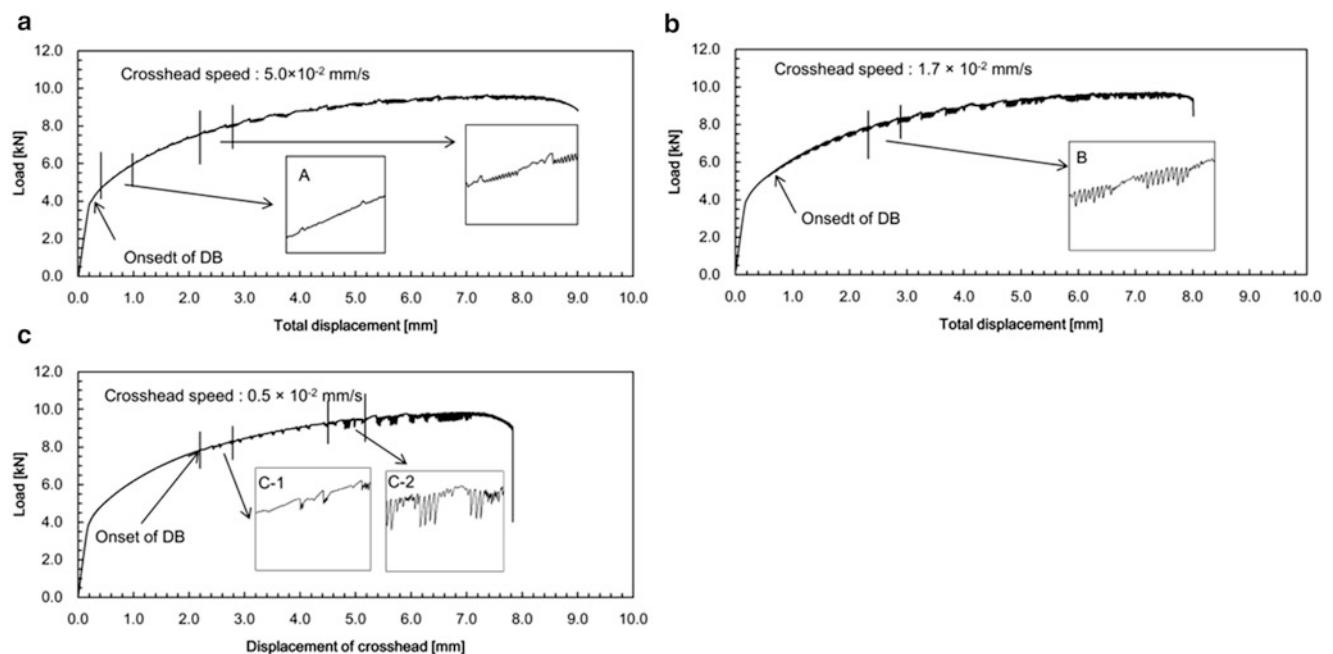 a
12.0
10.0
8.0
6.0
4.0
2.0
0.0
Load [kN]
Crosshead speed : 5.0×10-2 mm/s
A
Onsedt of DB
0.0 1.0 2.0 3.0 4.0 5.0 6.0 7.0 8.0 9.0 10.0
Total displacement [mm]
b
12.0
10.0
8.0
6.0
4.0
2.0
0.0
Load [kN]
Crosshead speed : 1.7 × 10-2 mm/s
B
Onsedt of DB
0.0 1.0 2.0 3.0 4.0 5.0 6.0 7.0 8.0 9.0 10.0
Total displacement [mm]
c
12.0
10.0
8.0
6.0
4.0
2.0
0.0
Load [kN]
Crosshead speed : 0.5 × 10-2 mm/s
C-1
C-2
Onset of DB
0.0 1.0 2.0 3.0 4.0 5.0 6.0 7.0 8.0 9.0 10.0
Displacement of crosshead [mm]